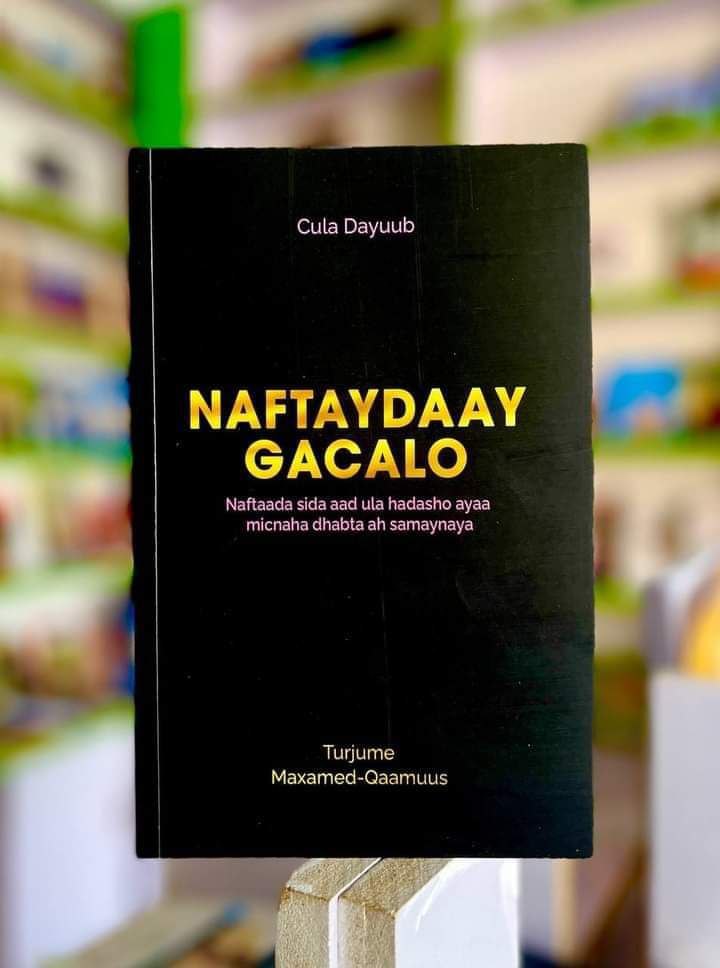 Cula Dayuub
NAFTAYDAAY
GACALO
Naftaada sida aad ula hadasho ayaa
micnaha dhabta ah samaynaya
Turjume
Maxamed-Qaamuus